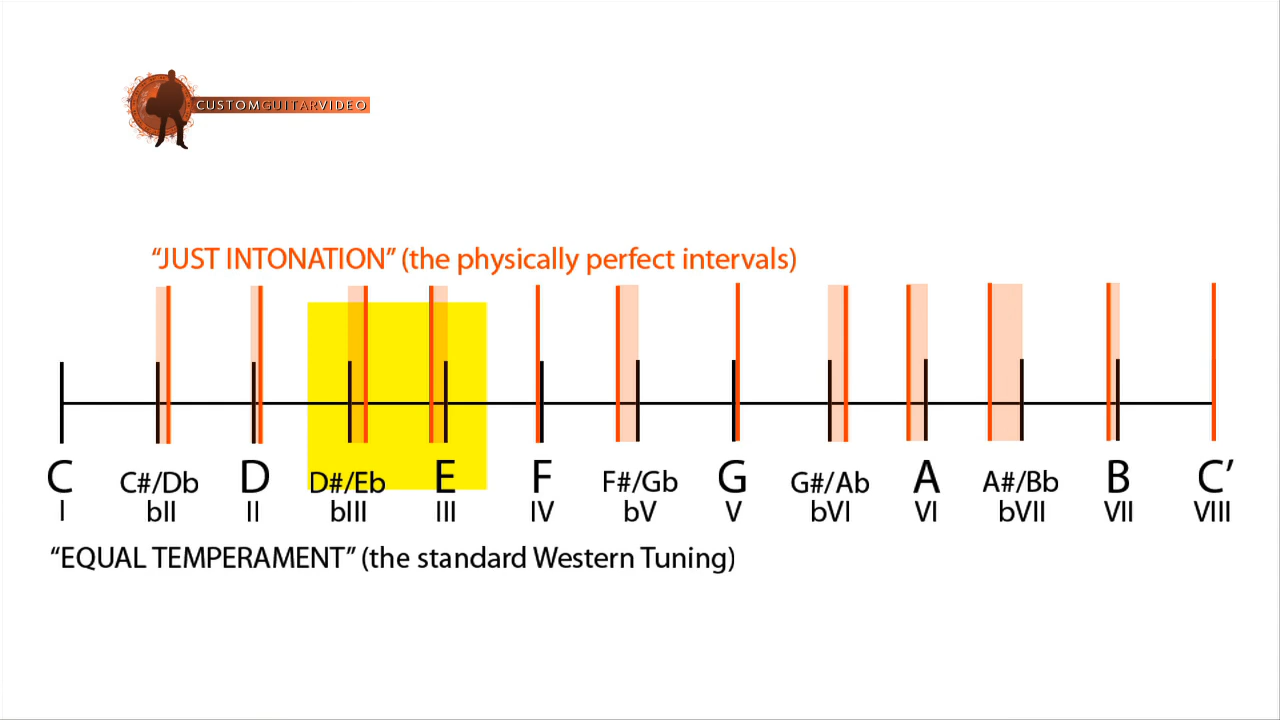 CUSTOMGUITARVIDEO
“JUST INTONATION” (the physically perfect intervals)
C C#/Db D D#/Eb E F F#/Gb G G#/Ab A A#/Bb B C’
I bII II bIII III IV bV V bVI VI bVII VII VIII
“EQUAL TEMPERAMENT” (the standard Western Tuning)